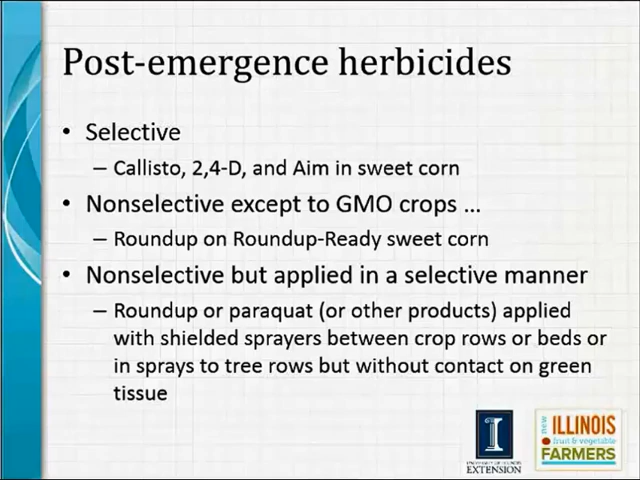 Post-emergence herbicides
• Selective
– Callisto, 2,4-D, and Aim in sweet corn
• Nonselective except to GMO crops ...
– Roundup on Roundup-Ready sweet corn
• Nonselective but applied in a selective manner
– Roundup or paraquat (or other products) applied
with shielded sprayers between crop rows or beds or
in sprays to tree rows but without contact on green
tissue
I
UNIVERSITY OF ILLINOIS
EXTENSION
new
ILLINOIS
fruit & vegetable
FARMERS